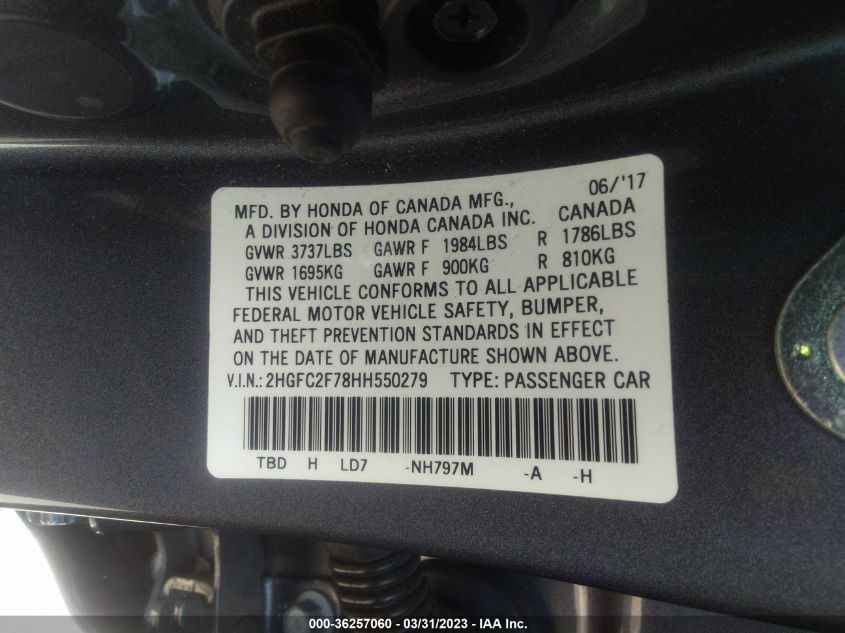 06/'17
MFD. BY HONDA OF CANADA MFG.,
A DIVISION OF HONDA CANADA INC. CANADA
GVWR 3737LBS GAWR F 1984LBS R 1786LBS
GVWR 1695KG GAWR F 900KG R 810KG
THIS VEHICLE CONFORMS TO ALL APPLICABLE
FEDERAL MOTOR VEHICLE SAFETY, BUMPER,
AND THEFT PREVENTION STANDARDS IN EFFECT
ON THE DATE OF MANUFACTURE SHOWN ABOVE.
V.I.N.: 2HGFC2F78HH550279 TYPE: PASSENGER CAR
TBD H LD7 -NH797M -A -H
000-36257060 - 03/31/2023 - IAA Inc.